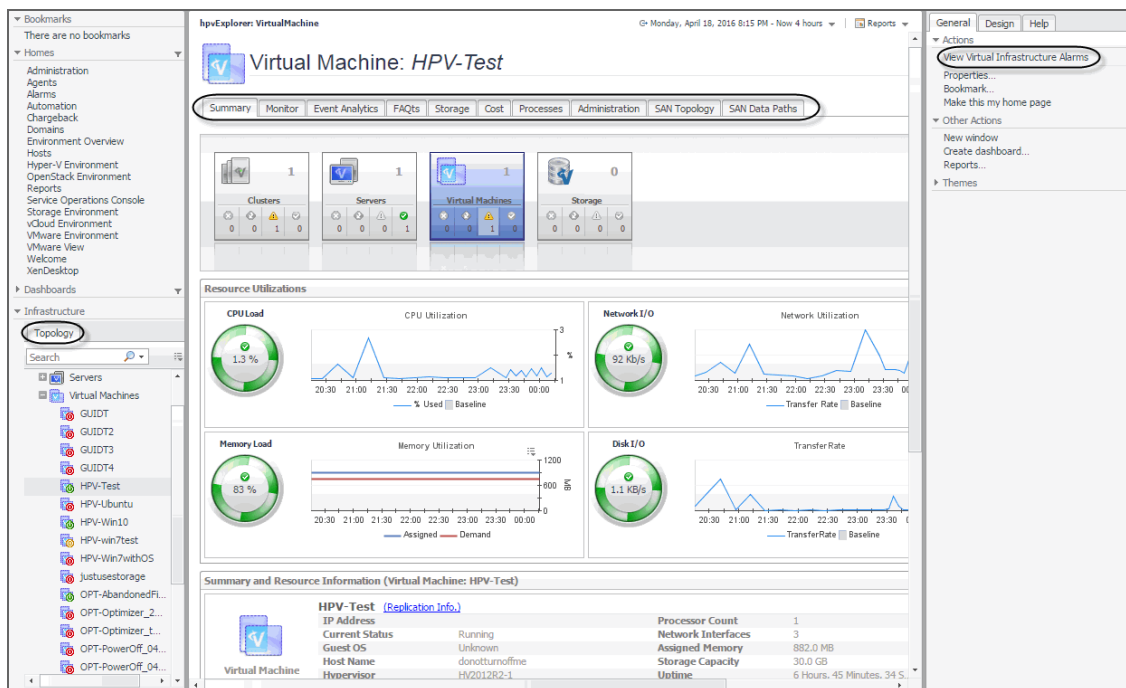 Bookmarks
There are no bookmarks
Homes
Administration
Agents
Alarms
Automation
Chargeback
Domains
Environment Overview
Hosts
Hyper-V Environment
OpenStack Environment
Reports
Service Operations Console
Storage Environment
vCloud Environment
VMware Environment
VMware View
Welcome
XenDesktop
Dashboards
Infrastructure
Topology
Search
Servers
Virtual Machines
GUIDT
GUIDT2
GUIDT3
GUIDT4
HPV-Test
HPV-Ubuntu
HPV-Win10
HPV-win7test
HPV-Win7withOS
justusestorage
OPT-AbandonedFi...
OPT-Optimizer_2...
OPT-Optimizer_t...
OPT-PowerOff_04...
OPT-PowerOff_04...
hpvExplorer: VirtualMachine
Monday, April 18, 2016 8:15 PM - Now 4 hours
Reports
Virtual Machine: HPV-Test
Summary Monitor Event Analytics FAQts Storage Cost Processes Administration SAN Topology SAN Data Paths
1 1 1 0
Clusters Servers Virtual Machines Storage
0 0 1 0 0 0 0 1 0 0 1 0 0 0 0 0
Resource Utilizations
CPU Load
1.3 %
CPU Utilization
3
%
1
20:30 21:00 21:30 22:00 22:30 23:00 23:30 00:00
% Used Baseline
Network I/O
92 Kb/s
Network Utilization
20:30 21:00 21:30 22:00 22:30 23:00 23:30 0
Transfer Rate Baseline
Memory Load
83 %
Memory Utilization
1200
600
0
MB
20:30 21:00 21:30 22:00 22:30 23:00 23:30 00:00
Assigned Demand
Disk I/O
1.1 KB/s
TransferRate
20:30 21:00 21:30 22:00 22:30 23:00 23:30 0
TransferRate Baseline
Summary and Resource Information (Virtual Machine: HPV-Test)
Virtual Machine
HPV-Test (Replication Info.)
IP Address
Processor Count 1
Current Status Running
Network Interfaces 3
Guest OS Unknown
Assigned Memory 882.0 MB
Host Name donotturnoffme
Storage Capacity 30.0 GB
Hypervisor HV2012R2-1
Uptime 6 Hours, 45 Minutes, 34 S
General Design Help
Actions
View Virtual Infrastructure Alarms
Properties...
Bookmark...
Make this my home page
Other Actions
New window
Create dashboard...
Reports...
Themes